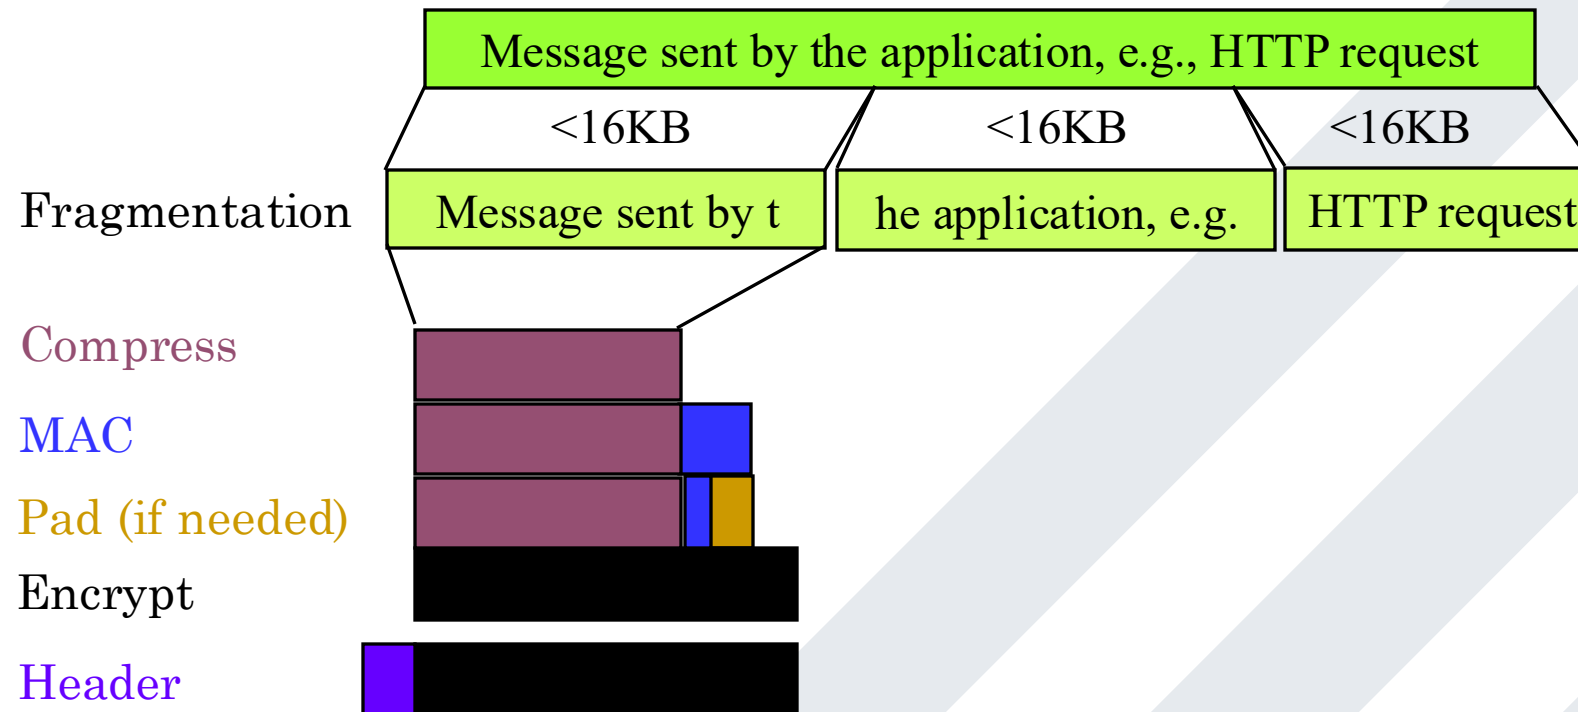 Message sent by the application, e.g., HTTP request
<16KB <16KB <16KB
Fragmentation Message sent by t he application, e.g. HTTP request
Compress
MAC
Pad (if needed)
Encrypt
Header